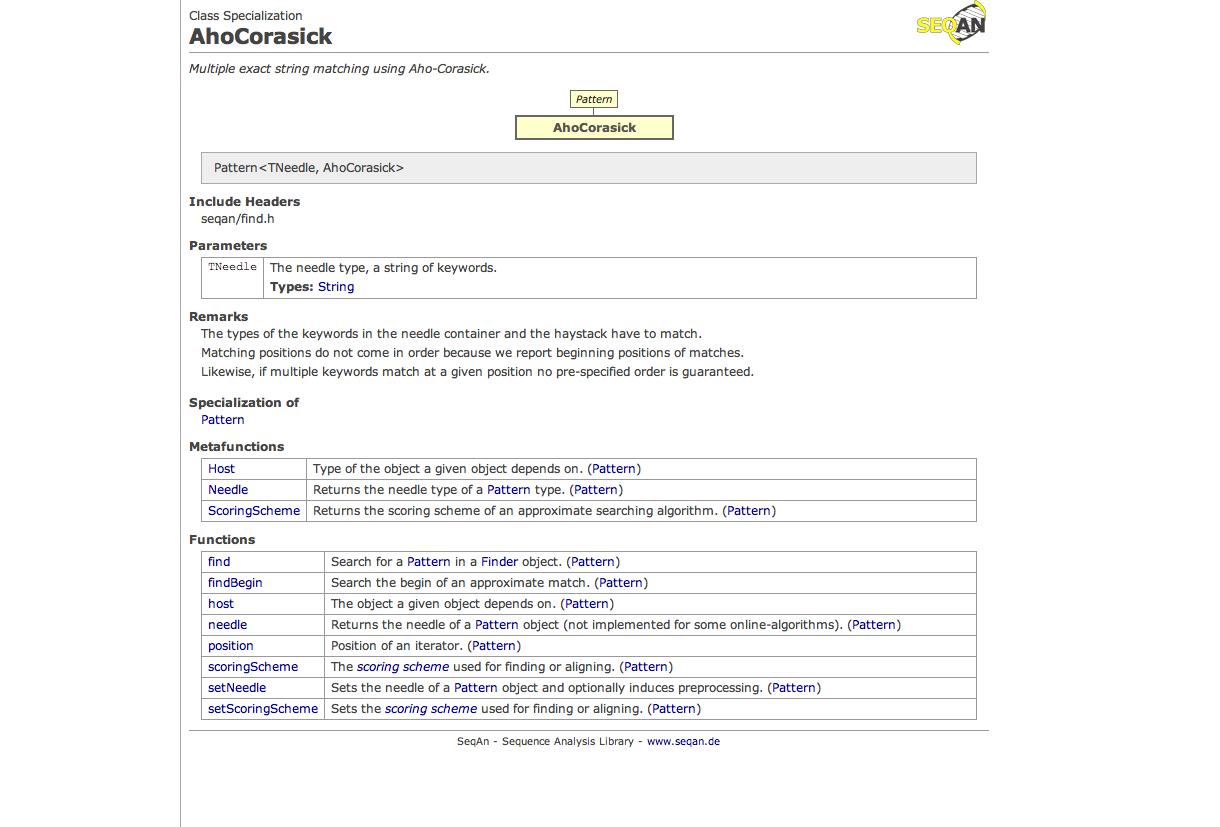 Class Specialization
AhoCorasick
SEQAN
Multiple exact string matching using Aho-Corasick.
Pattern
AhoCorasick
Pattern<TNeedle, AhoCorasick>
Include Headers
seqan/find.h
Parameters
TNeedle The needle type, a string of keywords.
Types: String
Remarks
The types of the keywords in the needle container and the haystack have to match.
Matching positions do not come in order because we report beginning positions of matches.
Likewise, if multiple keywords match at a given position no pre-specified order is guaranteed.
Specialization of
Pattern
Metafunctions
Host Type of the object a given object depends on. (Pattern)
Needle Returns the needle type of a Pattern type. (Pattern)
ScoringScheme Returns the scoring scheme of an approximate searching algorithm. (Pattern)
Functions
find Search for a Pattern in a Finder object. (Pattern)
findBegin Search the begin of an approximate match. (Pattern)
host The object a given object depends on. (Pattern)
needle Returns the needle of a Pattern object (not implemented for some online-algorithms). (Pattern)
position Position of an iterator. (Pattern)
scoringScheme The scoring scheme used for finding or aligning. (Pattern)
setNeedle Sets the needle of a Pattern object and optionally induces preprocessing. (Pattern)
setScoringScheme Sets the scoring scheme used for finding or aligning. (Pattern)
SeqAn - Sequence Analysis Library - www.seqan.de